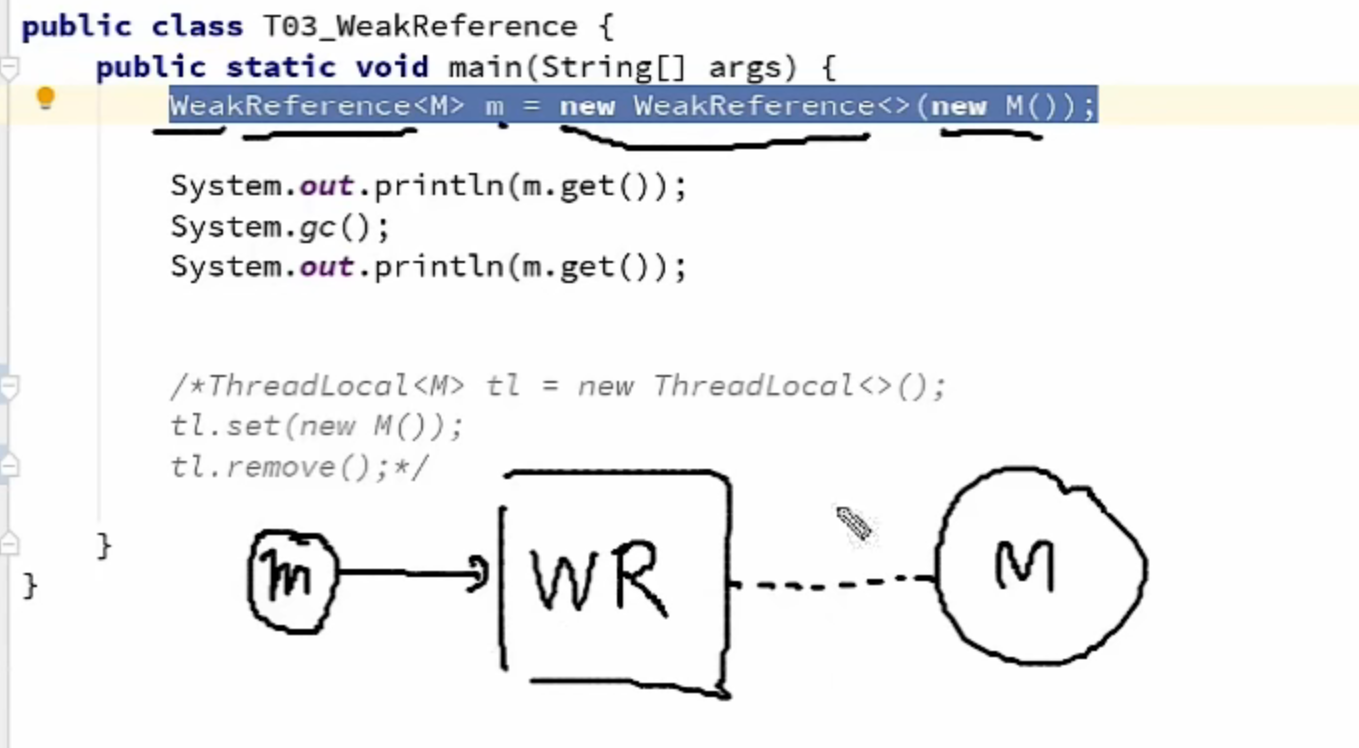 public class T03_WeakReference {
public static void main(String[] args) {
WeakReference<M> m = new WeakReference<>(new M());
System.out.println(m.get());
System.gc();
System.out.println(m.get());
/*ThreadLocal<M> tl = new ThreadLocal<>();
tl.set(new M());
tl.remove();*/
}
}
m WR M